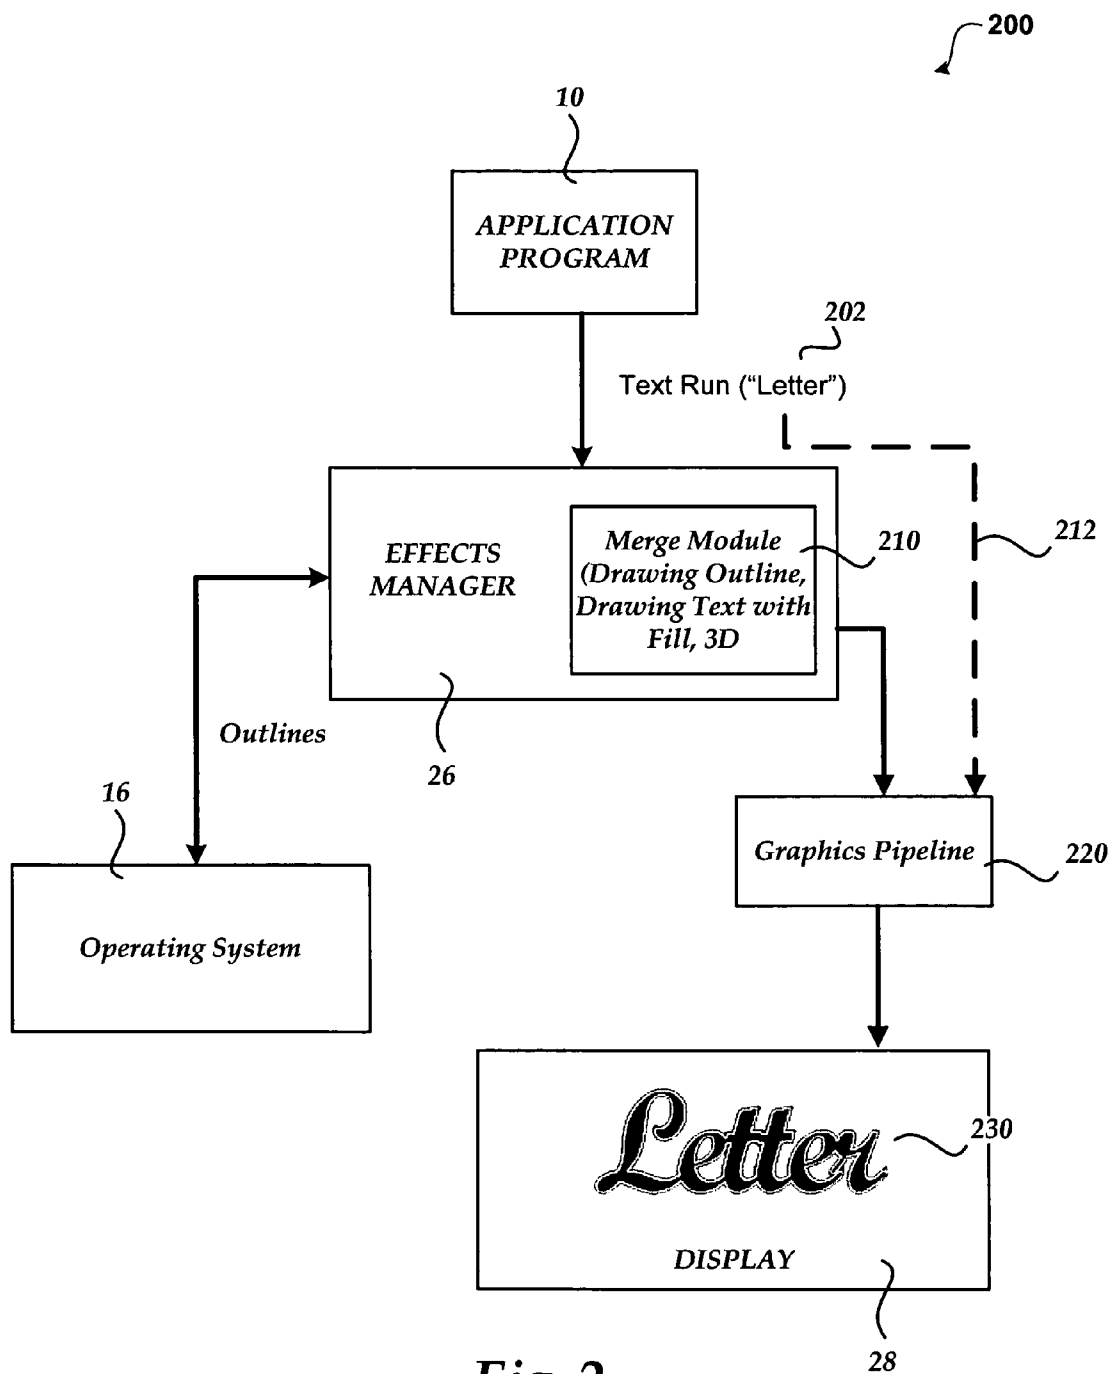 200
10
APPLICATION
PROGRAM
202
Text Run (“Letter”)
EFFECTS
MANAGER
Merge Module
(Drawing Outline,
Drawing Text with
Fill, 3D
210
212
Outlines
26
16
Graphics Pipeline
220
Operating System
Letter
230
DISPLAY
28